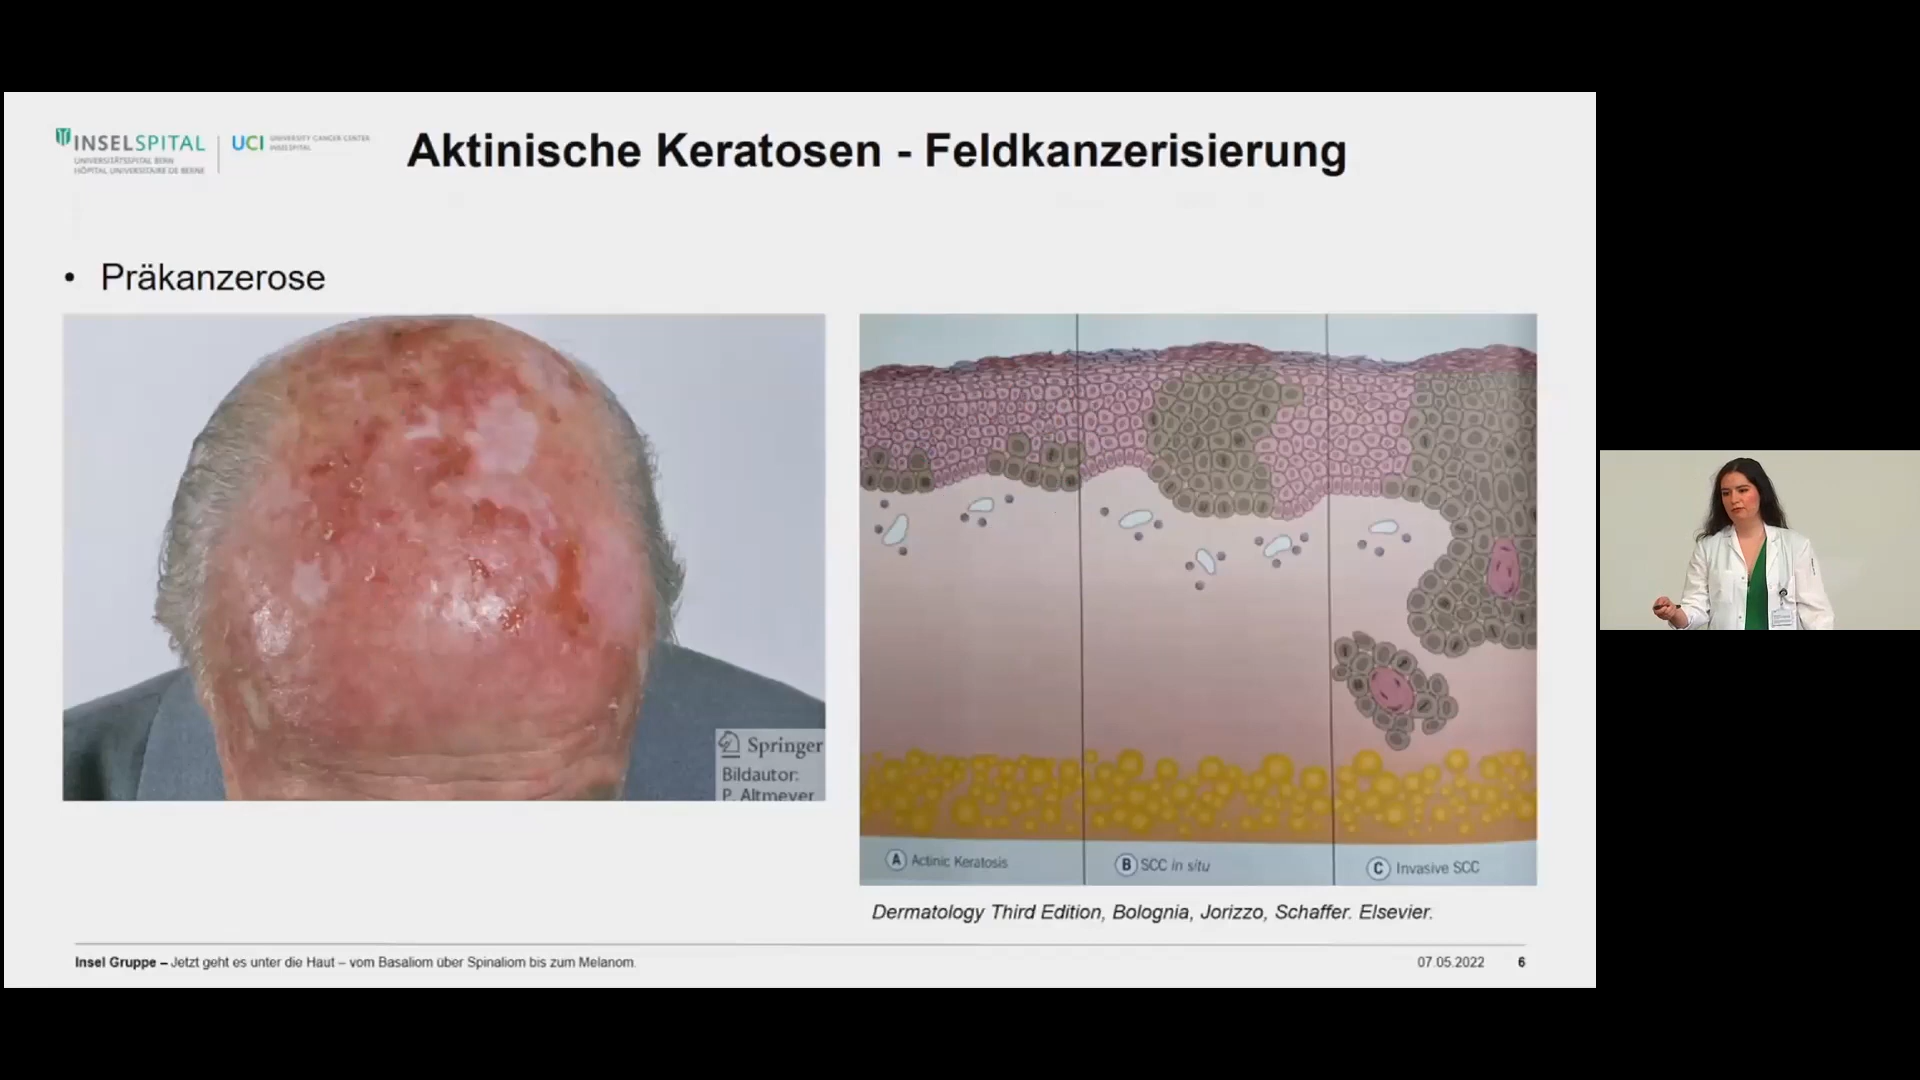 INSELSPITAL
UNIVERSITÄTSSPITAL BERN
HÔPITAL UNIVERSITAIRE DE BERNE
UCI UNIVERSITY CANCER CENTER
INSELSPITAL
Aktinische Keratosen - Feldkanzerisierung
• Präkanzerose
Springer
Bildautor:
P. Altmeyer
A Actinic Keratosis
B SCC in situ
C Invasive SCC
Dermatology Third Edition, Bolognia, Jorizzo, Schaffer. Elsevier.
Insel Gruppe – Jetzt geht es unter die Haut – vom Basaliom über Spinaliom bis zum Melanom.
07.05.2022 6